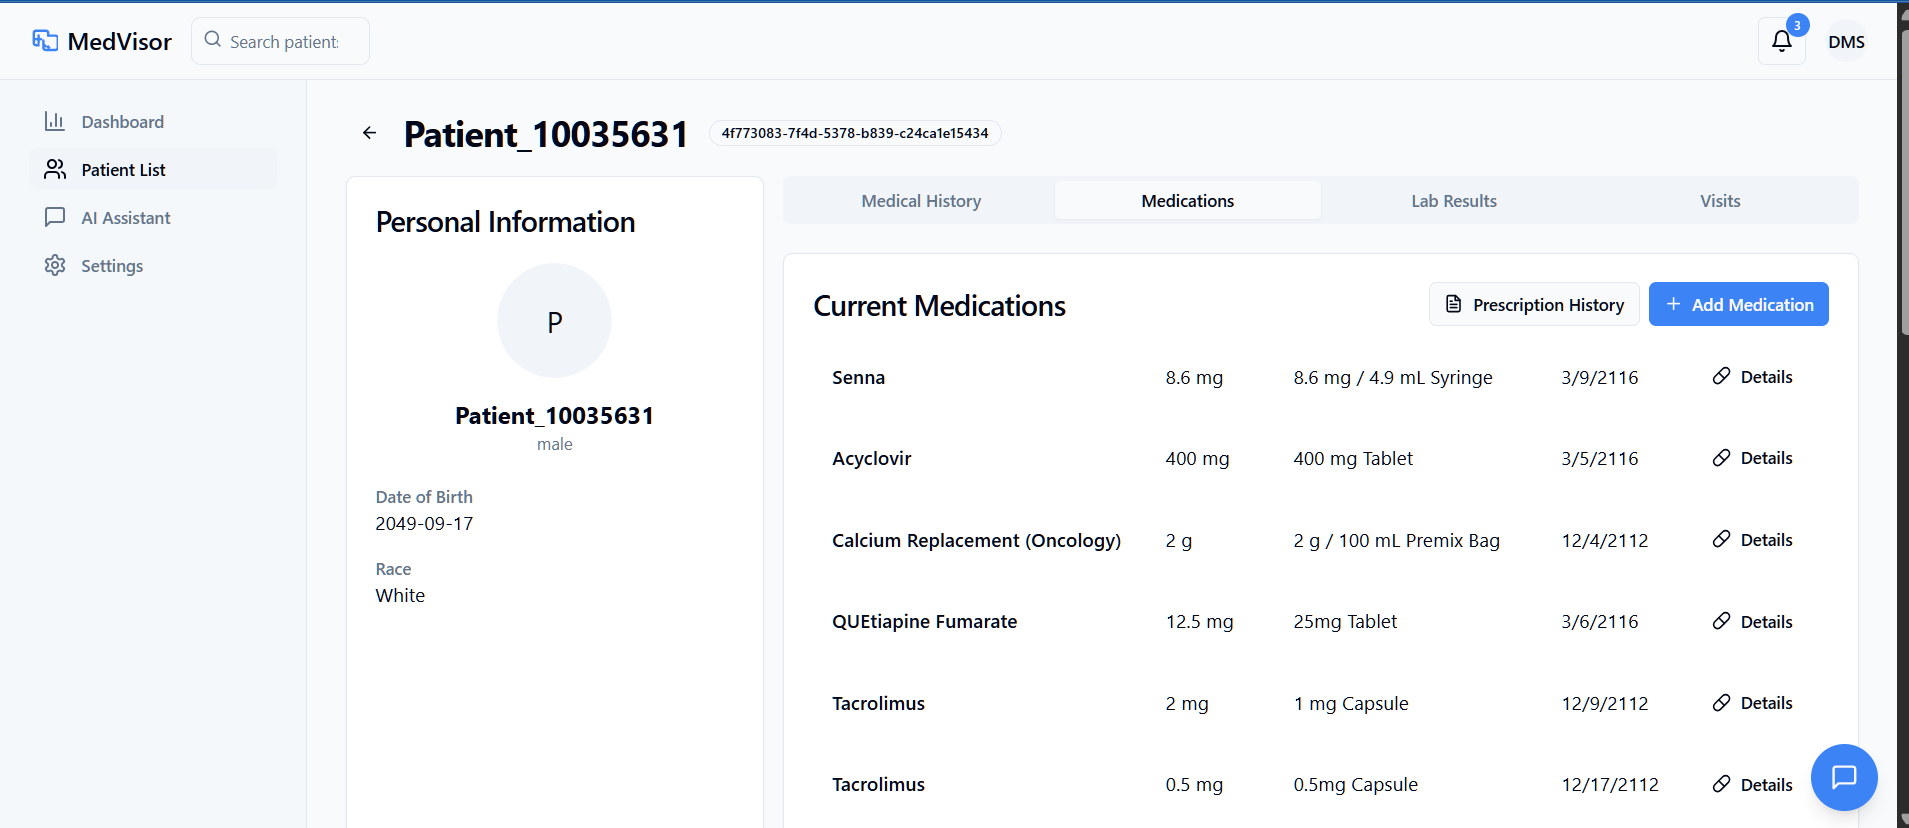 MedVisor
Search patient
3
DMS
Dashboard
Patient List
AI Assistant
Settings
Patient_10035631
4f773083-7f4d-5378-b839-c24ca1e15434
Personal Information
P
Patient_10035631
male
Date of Birth
2049-09-17
Race
White
Medical History
Medications
Lab Results
Visits
Current Medications
Prescription History
Add Medication
Senna 8.6 mg 8.6 mg / 4.9 mL Syringe 3/9/2116 Details
Acyclovir 400 mg 400 mg Tablet 3/5/2116 Details
Calcium Replacement (Oncology) 2 g 2 g / 100 mL Premix Bag 12/4/2112 Details
QUEtiapine Fumarate 12.5 mg 25mg Tablet 3/6/2116 Details
Tacrolimus 2 mg 1 mg Capsule 12/9/2112 Details
Tacrolimus 0.5 mg 0.5mg Capsule 12/17/2112 Details